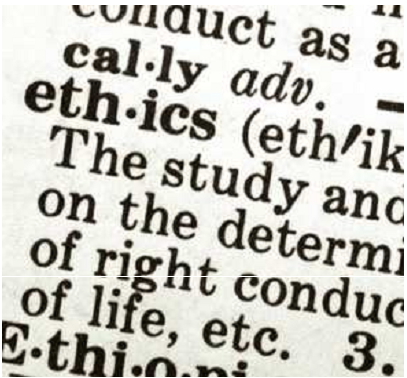 conduct as a
cal·ly adv. —
eth·ics (eth′ik
The study and
on the determi
of right conduc
of life, etc. 3.
E·thi·o·pi